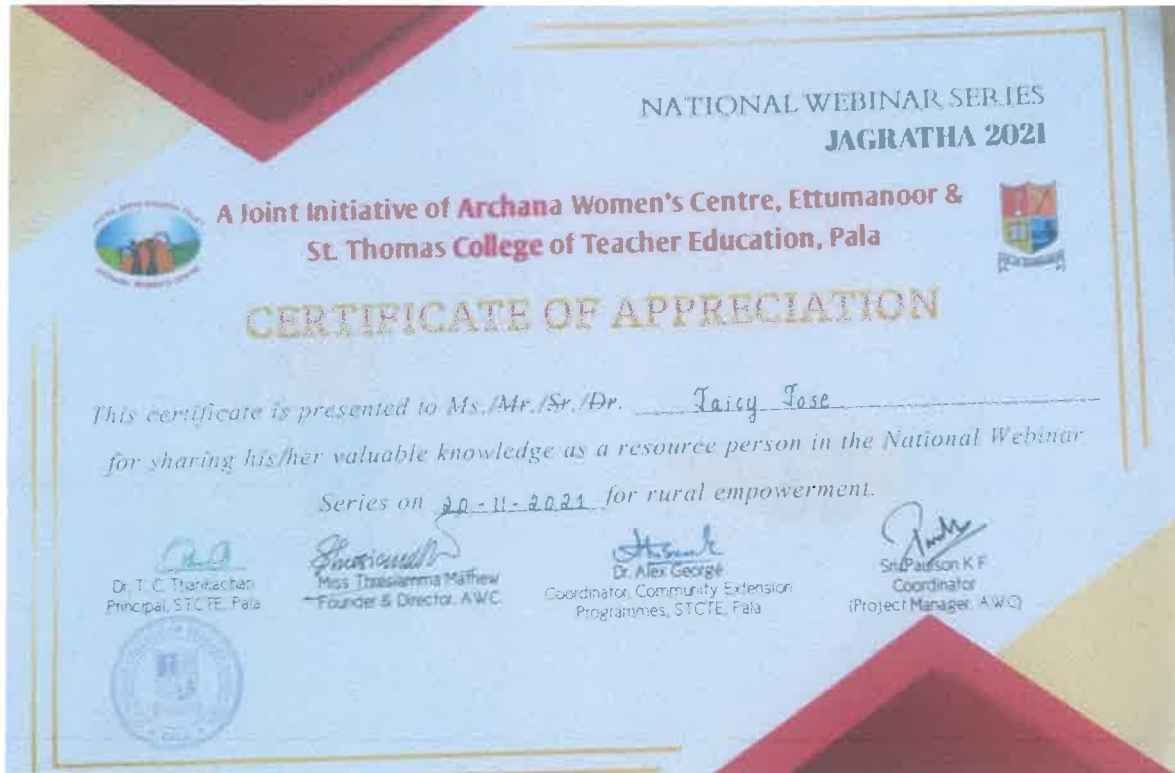 NATIONAL WEBINAR SERIES
JAGRATHA 2021
A Joint Initiative of Archana Women's Centre, Ettumanoor &
St. Thomas College of Teacher Education, Pala
CERTIFICATE OF APPRECIATION
This certificate is presented to Ms./Mr./Sr./Dr. Jaicy Jose
for sharing his/her valuable knowledge as a resource person in the National Webinar
Series on 20-11-2021 for rural empowerment.
Dr. T. C. Thankachan
Principal, STCTE, Pala
Miss Thresiamma Mathew
Founder & Director, AWC
Dr. Alex George
Coordinator, Community Extension
Programmes, STCTE, Pala
Sri. Paulson K F
Coordinator
(Project Manager, AWC)